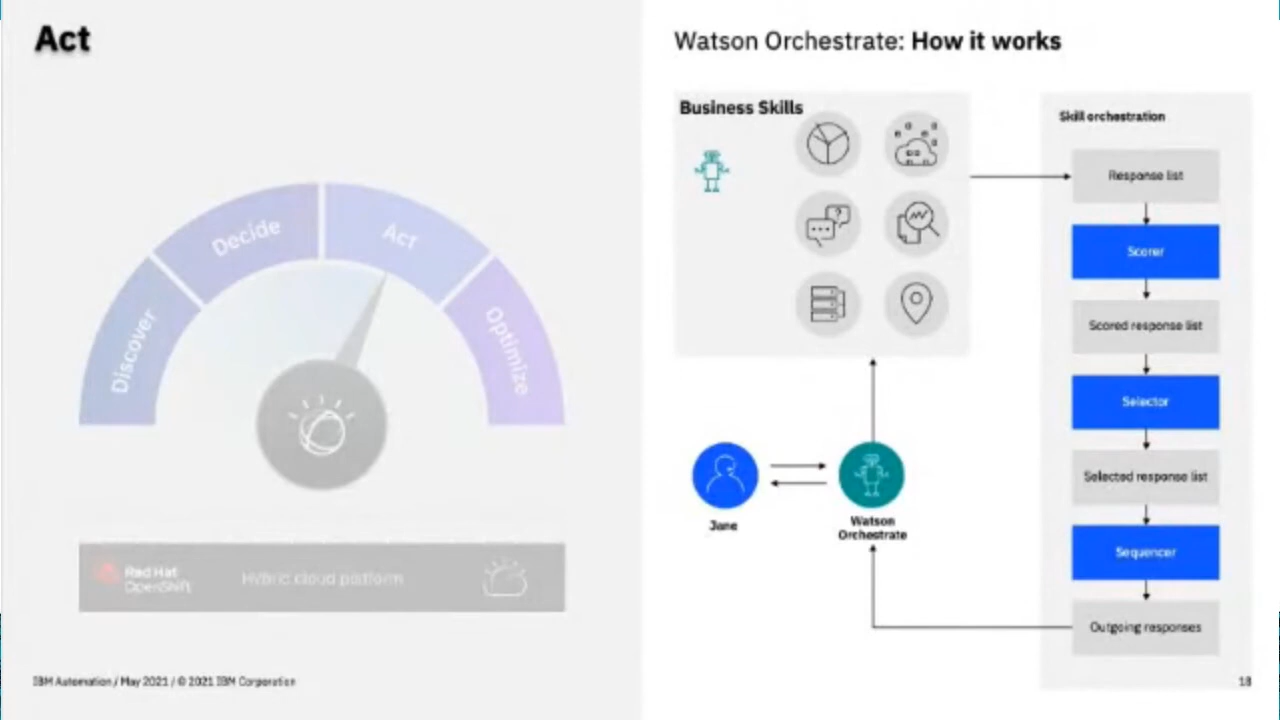 Act
Discover
Decide
Act
Optimize
Red Hat
OpenShift
Hybrid cloud platform
IBM Automation / May 2021 / © 2021 IBM Corporation
Watson Orchestrate: How it works
Business Skills
?
Jane
Watson
Orchestrate
Skill orchestration
Response list
Scorer
Scored response list
Selector
Selected response list
Sequencer
Outgoing responses
18